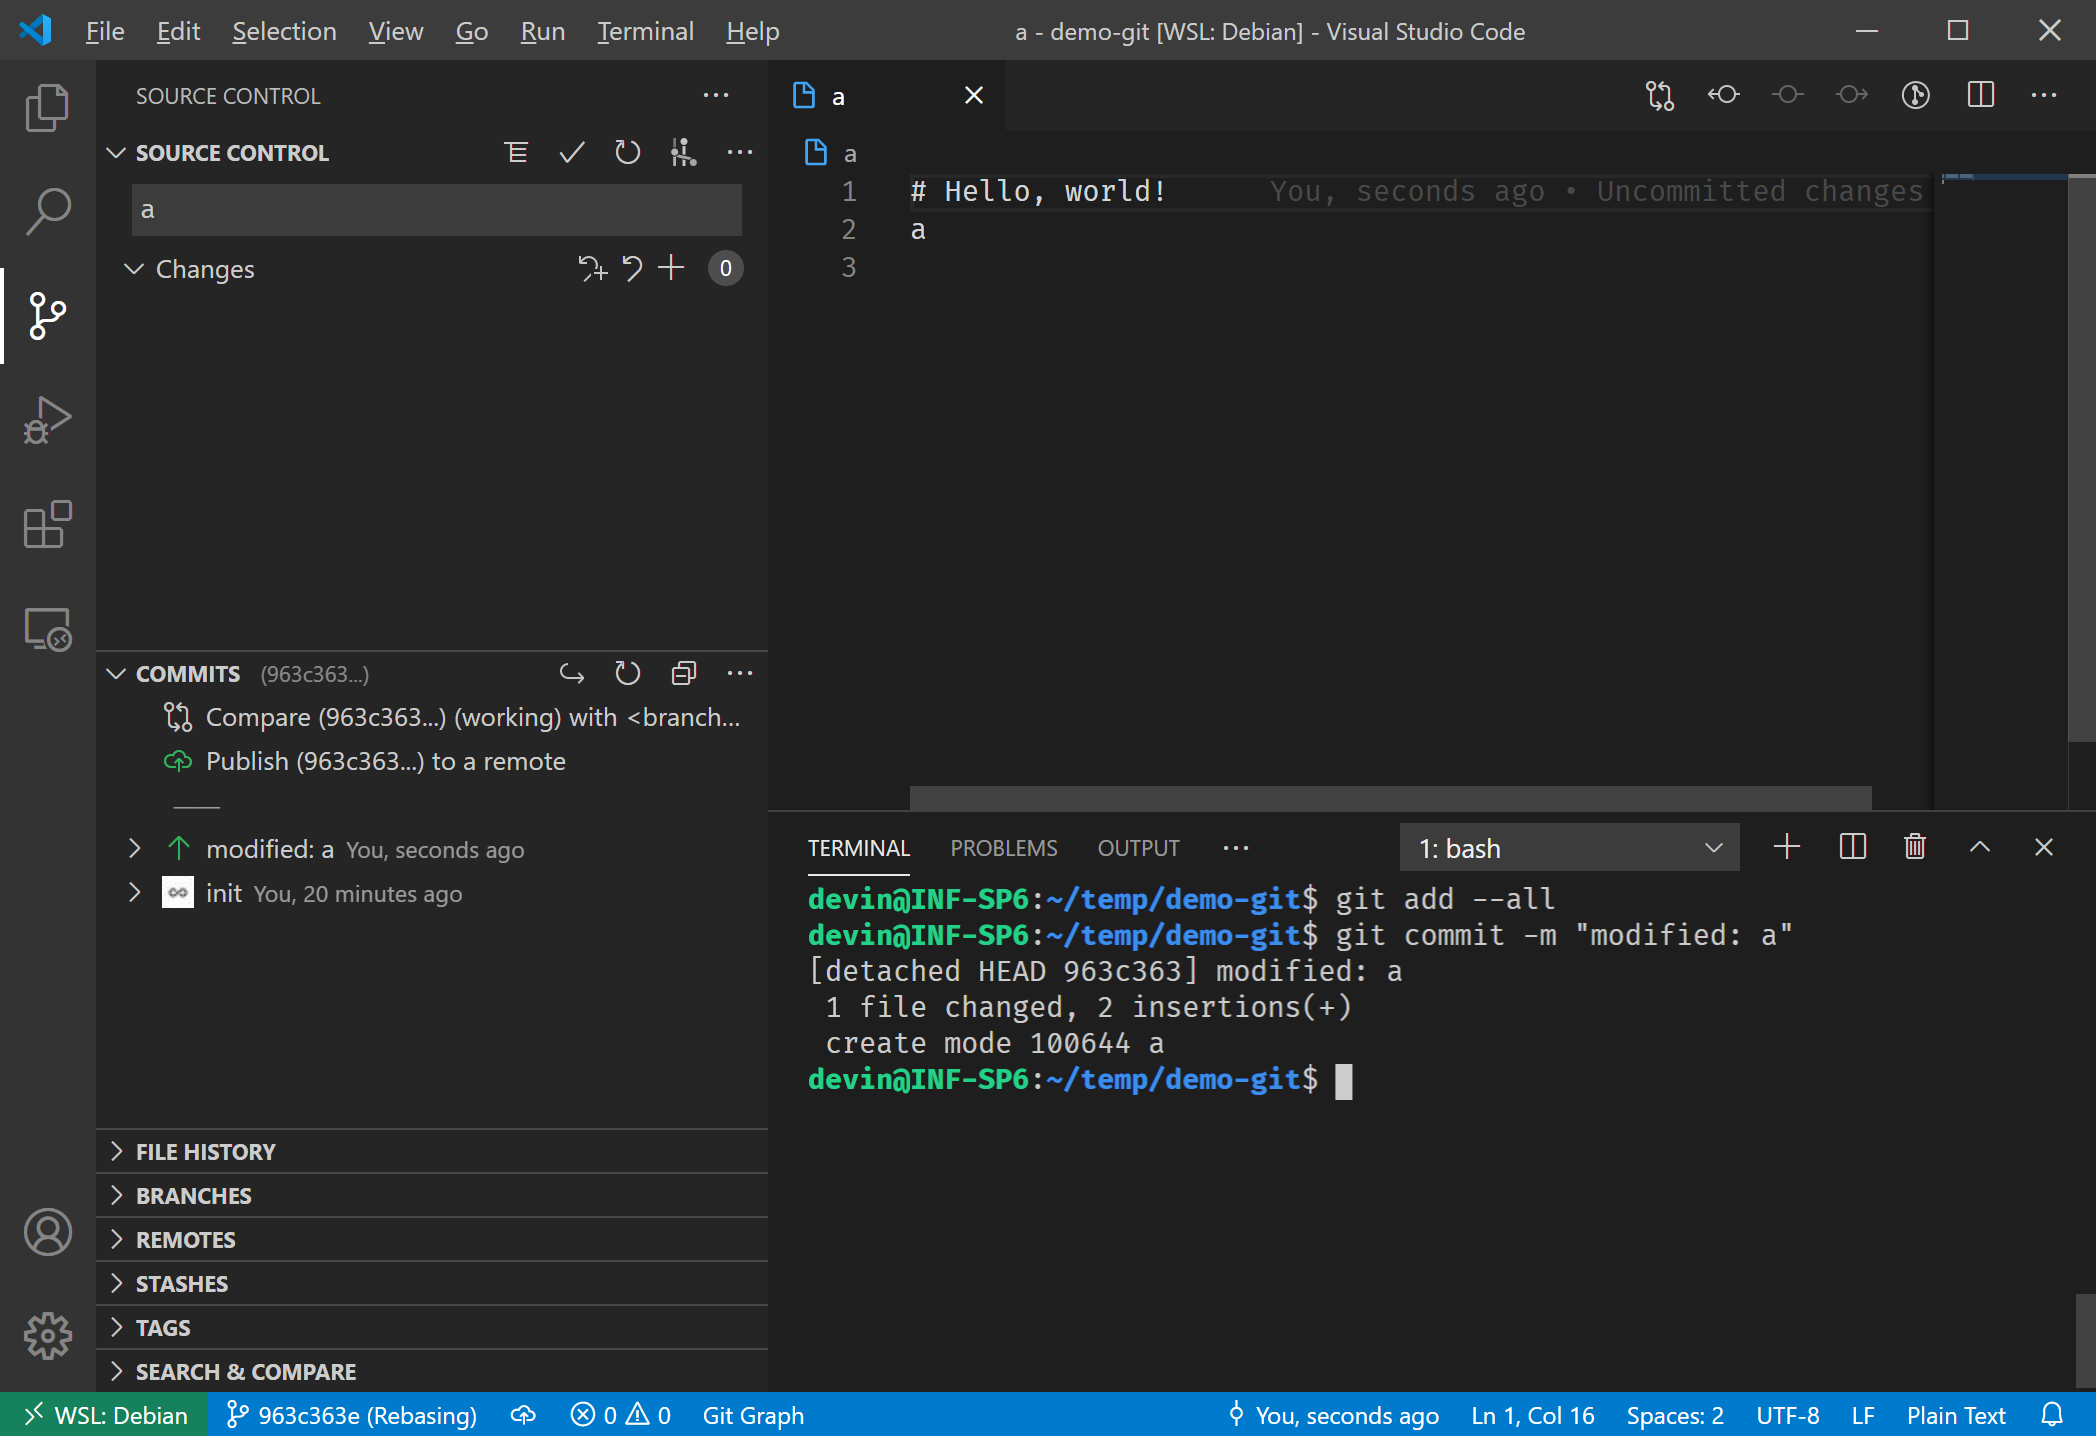 File Edit Selection View Go Run Terminal Help a - demo-git [WSL: Debian] - Visual Studio Code
SOURCE CONTROL
SOURCE CONTROL
a
Changes 0
COMMITS (963c363...)
Compare (963c363...) (working) with <branch...
Publish (963c363...) to a remote
modified: a You, seconds ago
init You, 20 minutes ago
FILE HISTORY
BRANCHES
REMOTES
STASHES
TAGS
SEARCH & COMPARE
a
a
1 # Hello, world! You, seconds ago • Uncommitted changes
2 a
3
TERMINAL PROBLEMS OUTPUT ... 1: bash
devin@INF-SP6:~/temp/demo-git$ git add --all
devin@INF-SP6:~/temp/demo-git$ git commit -m "modified: a"
[detached HEAD 963c363] modified: a
1 file changed, 2 insertions(+)
create mode 100644 a
devin@INF-SP6:~/temp/demo-git$
WSL: Debian 963c363e (Rebasing) 0 0 Git Graph You, seconds ago Ln 1, Col 16 Spaces: 2 UTF-8 LF Plain Text